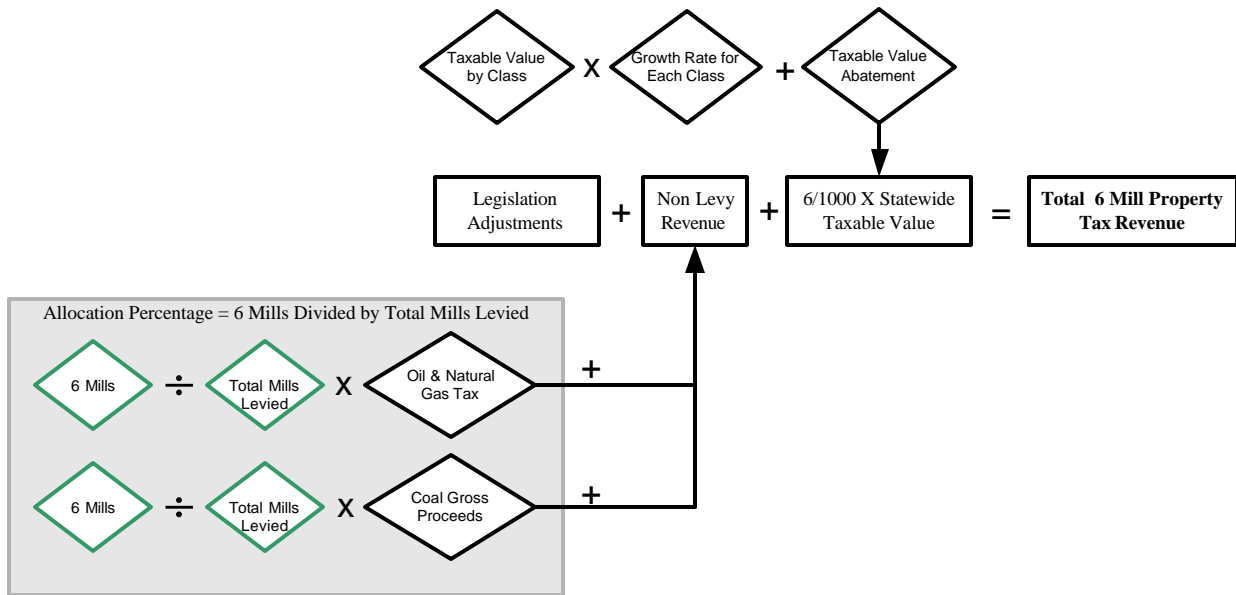 Taxable Value
by Class
X
Growth Rate for
Each Class
+
Taxable Value
Abatement
Legislation
Adjustments
+
Non Levy
Revenue
+
6/1000 X Statewide
Taxable Value
=
Total 6 Mill Property
Tax Revenue
Allocation Percentage = 6 Mills Divided by Total Mills Levied
6 Mills
÷
Total Mills
Levied
X
Oil & Natural
Gas Tax
+
6 Mills
÷
Total Mills
Levied
X
Coal Gross
Proceeds
+